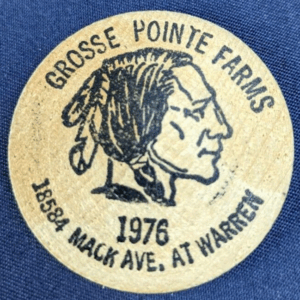 GROSSE POINTE FARMS
1976
18584 MACK AVE. AT WARREN